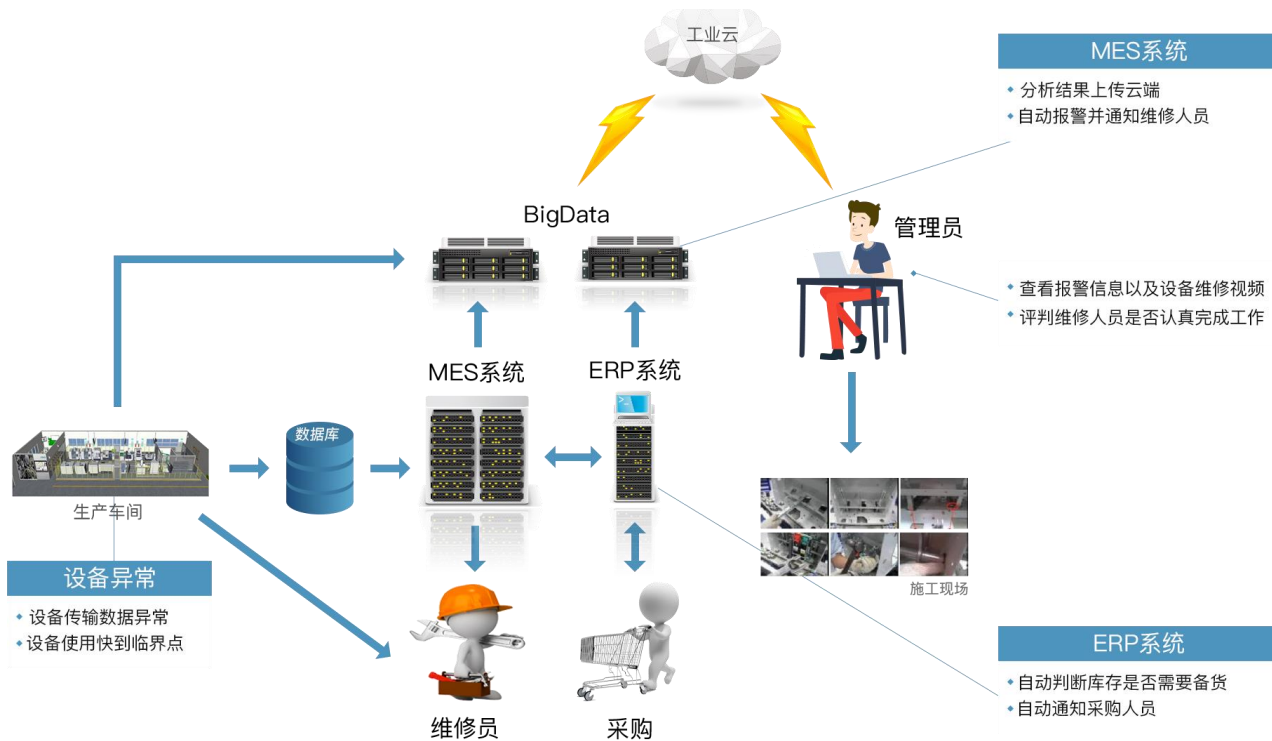 工业云
MES系统
分析结果上传云端
自动报警并通知维修人员
BigData
管理员
查看报警信息以及设备维修视频
评判维修人员是否认真完成工作
MES系统
ERP系统
数据库
生产车间
施工现场
设备异常
设备传输数据异常
设备使用快到临界点
ERP系统
自动判断库存是否需要备货
自动通知采购人员
维修员
采购